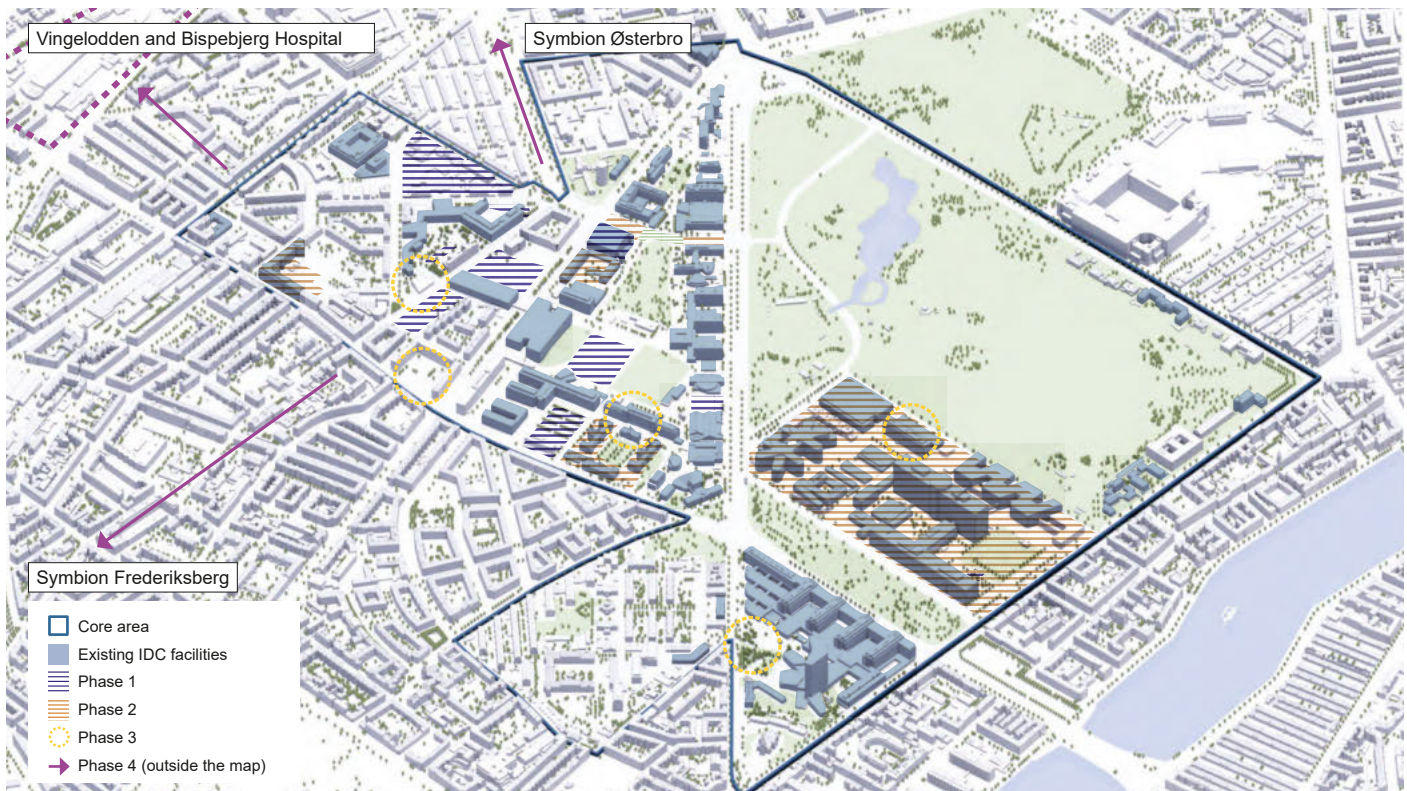 Vingelodden and Bispebjerg Hospital
Symbion Østerbro
Symbion Frederiksberg
Core area
Existing IDC facilities
Phase 1
Phase 2
Phase 3
Phase 4 (outside the map)